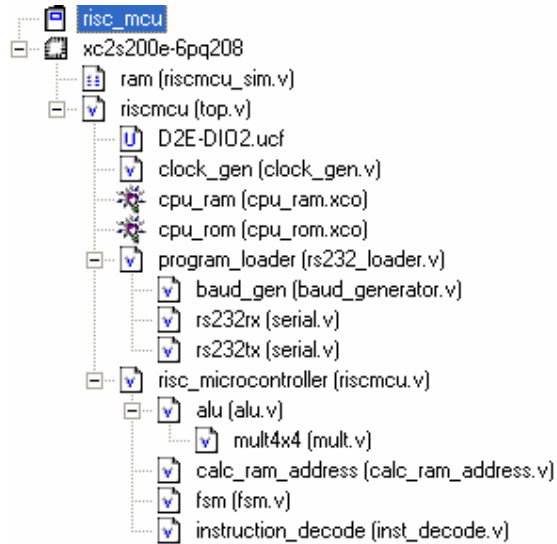 risc_mcu
xc2s200e-6pq208
ram (riscmcu_sim.v)
riscmcu (top.v)
D2E-DIO2.ucf
clock_gen (clock_gen.v)
cpu_ram (cpu_ram.xco)
cpu_rom (cpu_rom.xco)
program_loader (rs232_loader.v)
baud_gen (baud_generator.v)
rs232rx (serial.v)
rs232tx (serial.v)
risc_microcontroller (riscmcu.v)
alu (alu.v)
mult4x4 (mult.v)
calc_ram_address (calc_ram_address.v)
fsm (fsm.v)
instruction_decode (inst_decode.v)